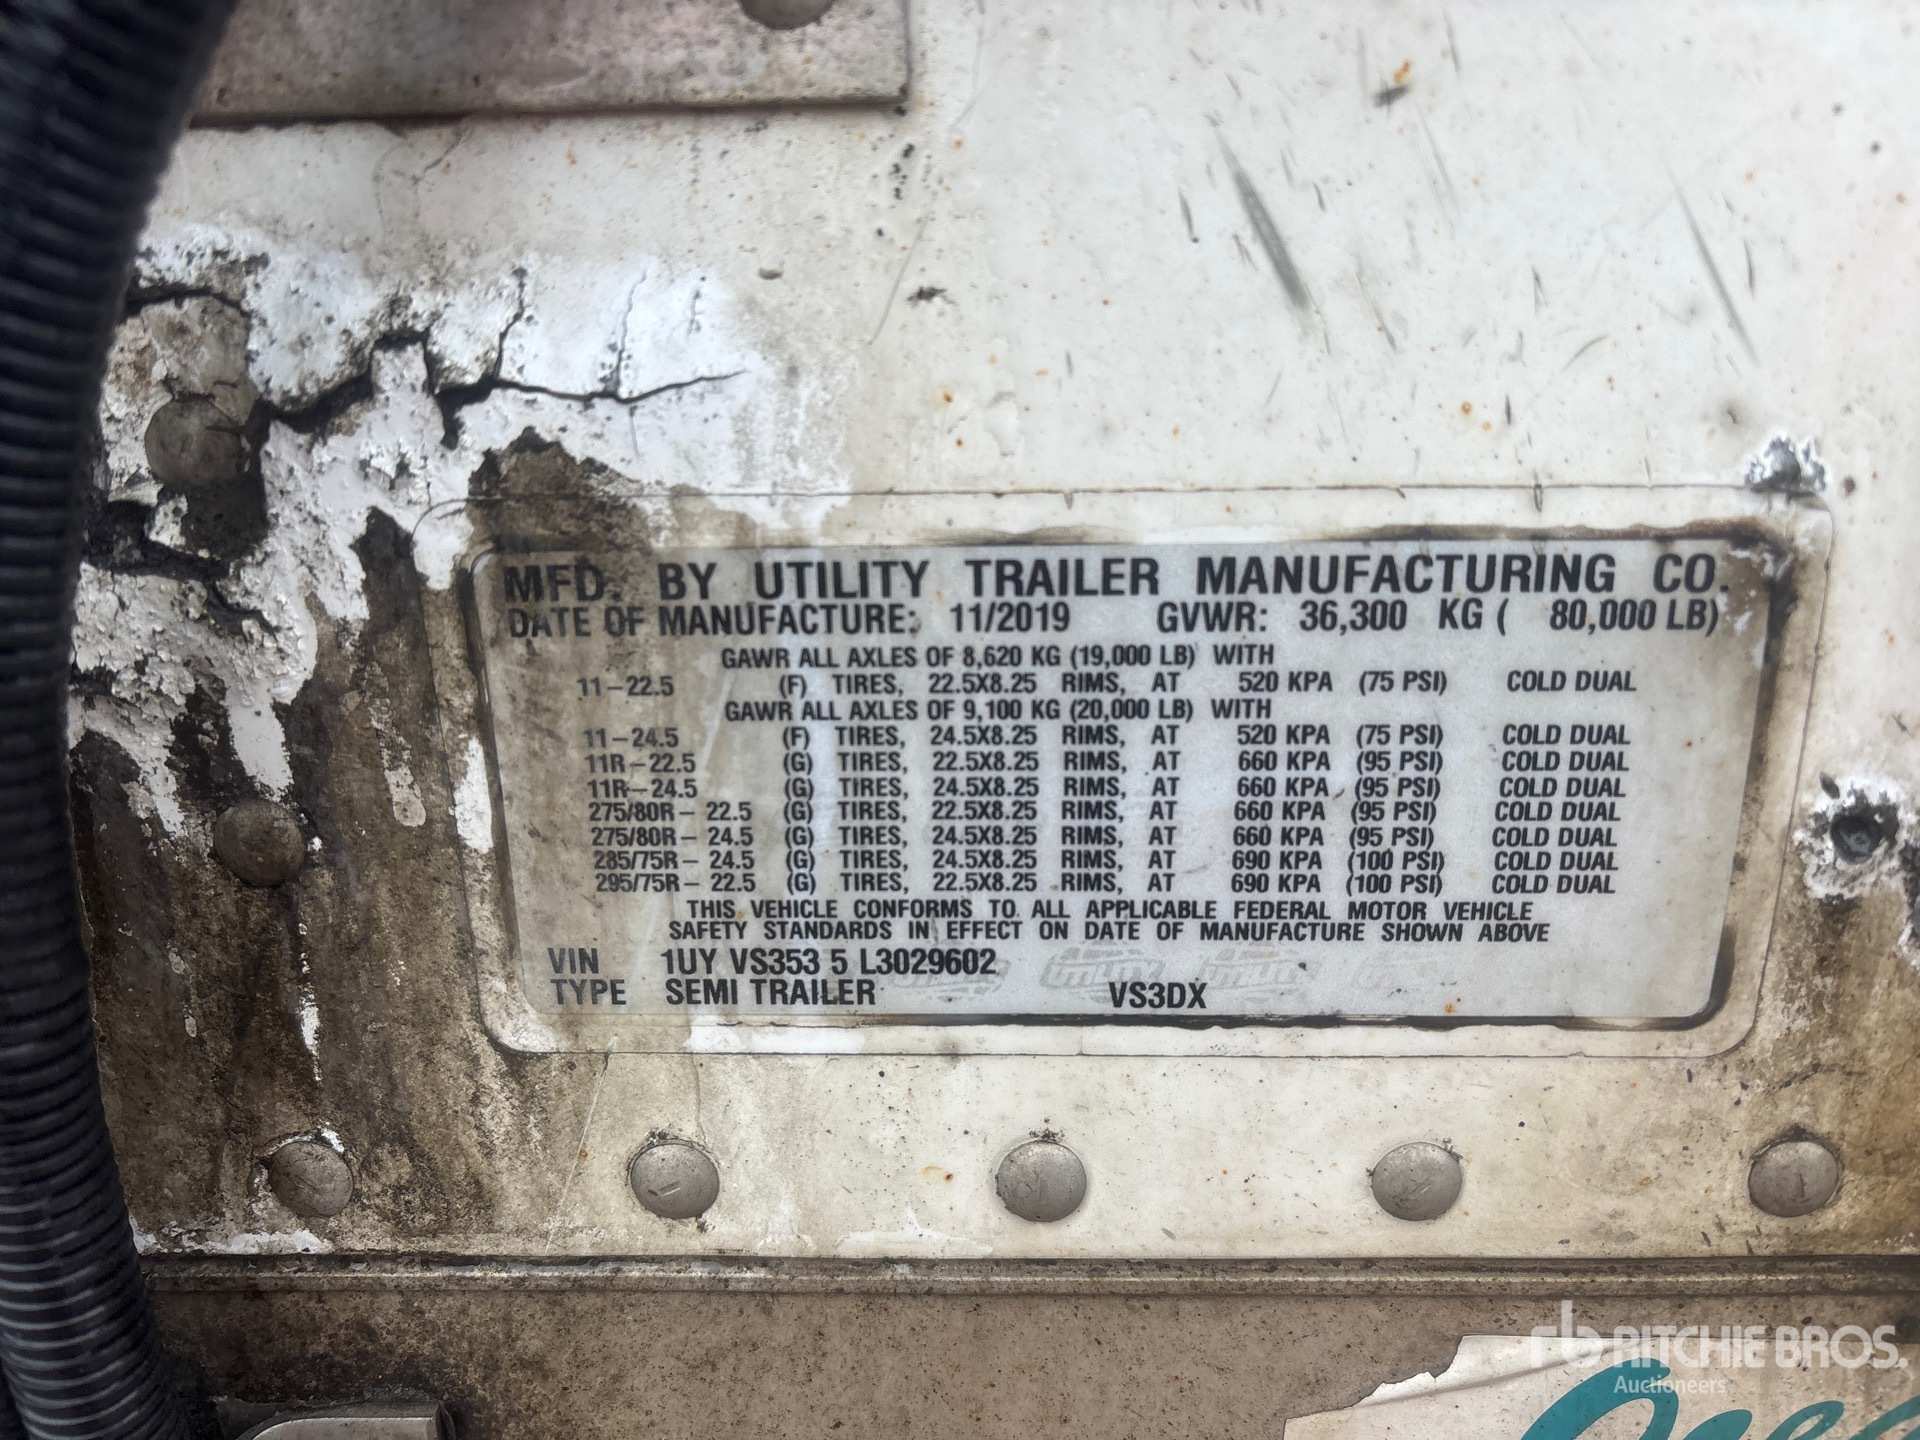 MFD. BY UTILITY TRAILER MANUFACTURING CO.
DATE OF MANUFACTURE: 11/2019 GVWR: 36,300 KG ( 80,000 LB)
GAWR ALL AXLES OF 8,620 KG (19,000 LB) WITH
11-22.5 (F) TIRES, 22.5X8.25 RIMS, AT 520 KPA (75 PSI) COLD DUAL
GAWR ALL AXLES OF 9,100 KG (20,000 LB) WITH
11-24.5 (F) TIRES, 24.5X8.25 RIMS, AT 520 KPA (75 PSI) COLD DUAL
11R-22.5 (G) TIRES, 22.5X8.25 RIMS, AT 660 KPA (95 PSI) COLD DUAL
11R-24.5 (G) TIRES, 24.5X8.25 RIMS, AT 660 KPA (95 PSI) COLD DUAL
275/80R- 22.5 (G) TIRES, 22.5X8.25 RIMS, AT 660 KPA (95 PSI) COLD DUAL
275/80R- 24.5 (G) TIRES, 24.5X8.25 RIMS, AT 660 KPA (95 PSI) COLD DUAL
285/75R- 24.5 (G) TIRES, 24.5X8.25 RIMS, AT 690 KPA (100 PSI) COLD DUAL
295/75R- 22.5 (G) TIRES, 22.5X8.25 RIMS, AT 690 KPA (100 PSI) COLD DUAL
THIS VEHICLE CONFORMS TO ALL APPLICABLE FEDERAL MOTOR VEHICLE
SAFETY STANDARDS IN EFFECT ON DATE OF MANUFACTURE SHOWN ABOVE
VIN 1UY VS353 5 L3029602
UTILITY UTILITY
TYPE SEMI TRAILER VS3DX
rb RITCHIE BROS.
Auctioneers